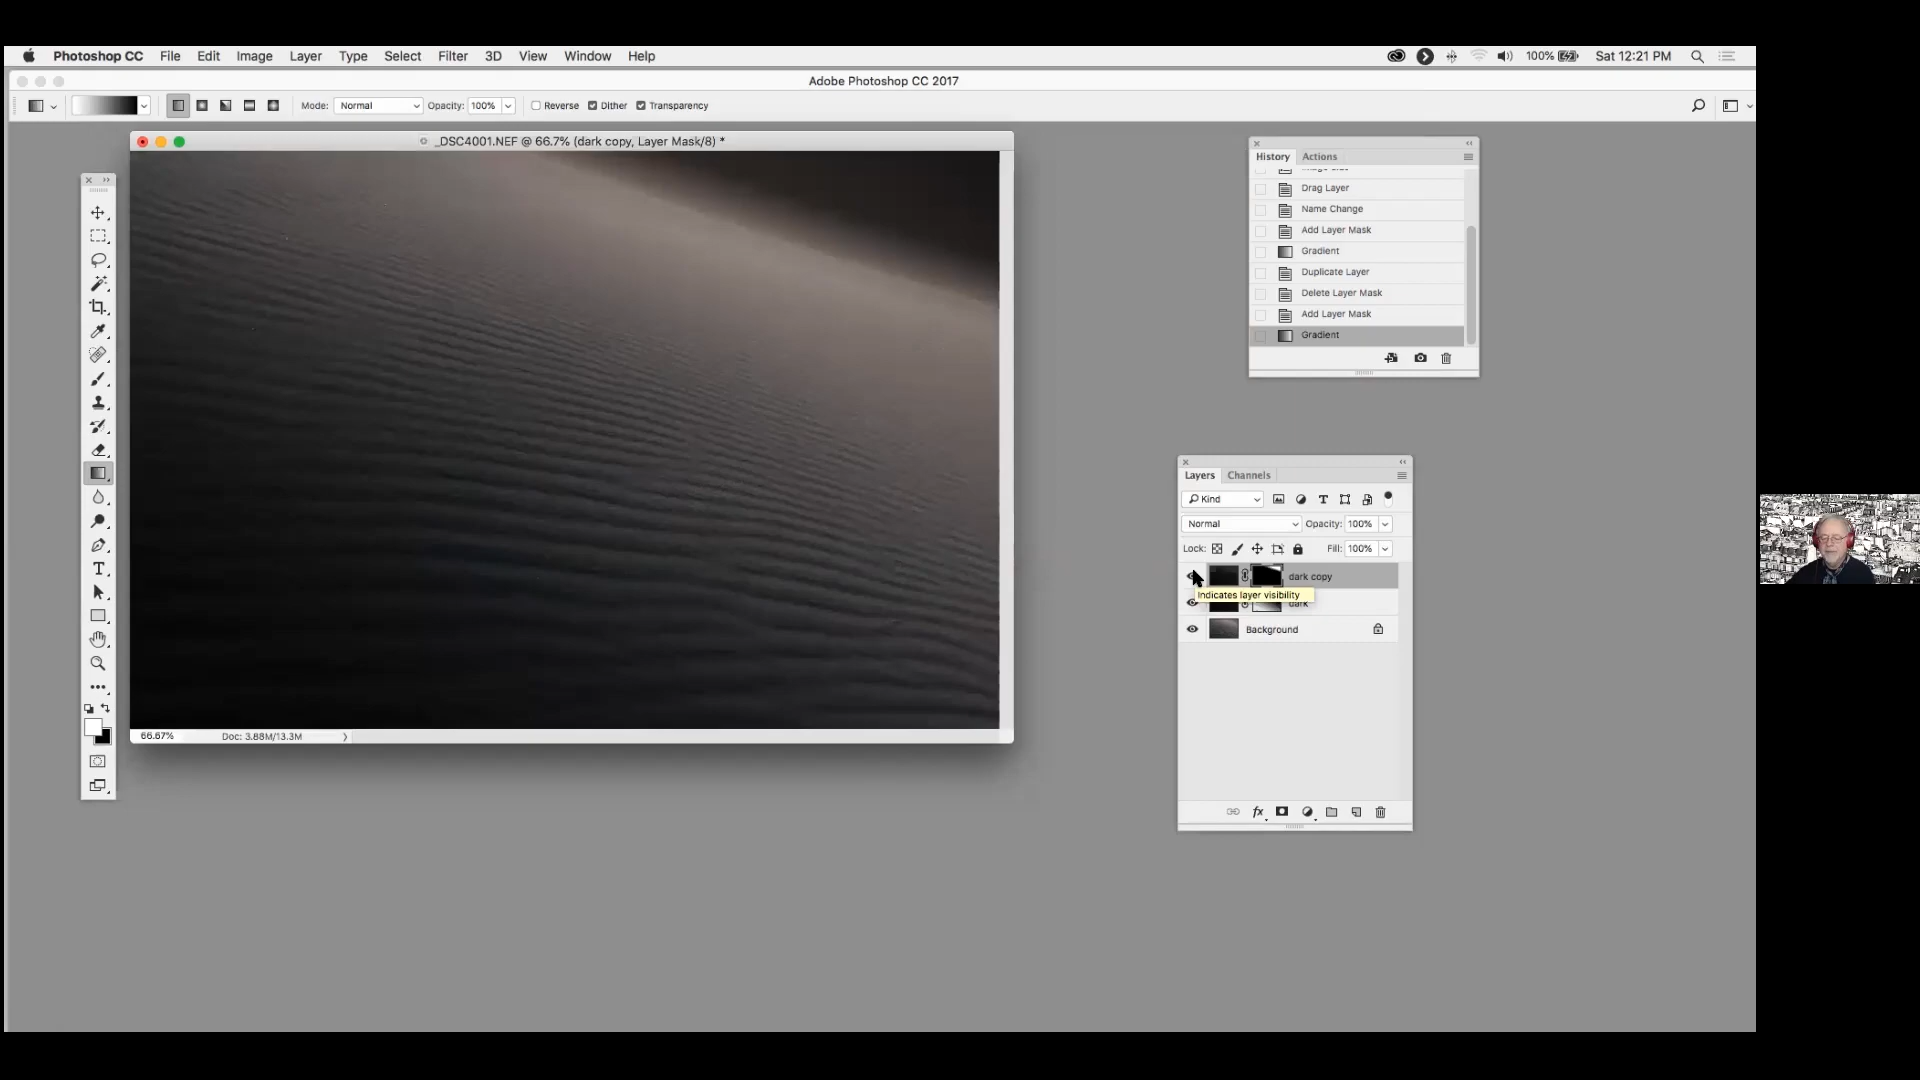 Photoshop CC File Edit Image Layer Type Select Filter 3D View Window Help 100% Sat 12:21 PM
Adobe Photoshop CC 2017
Mode: Normal Opacity: 100% Reverse Dither Transparency
_DSC4001.NEF @ 66.7% (dark copy, Layer Mask/8) *
History Actions
Drag Layer
Name Change
Add Layer Mask
Gradient
Duplicate Layer
Delete Layer Mask
Add Layer Mask
Gradient
Layers Channels
Kind
Normal Opacity: 100%
Lock: Fill: 100%
dark copy
Indicates layer visibility
dark
Background
fx
66.67% Doc: 3.88M/13.3M